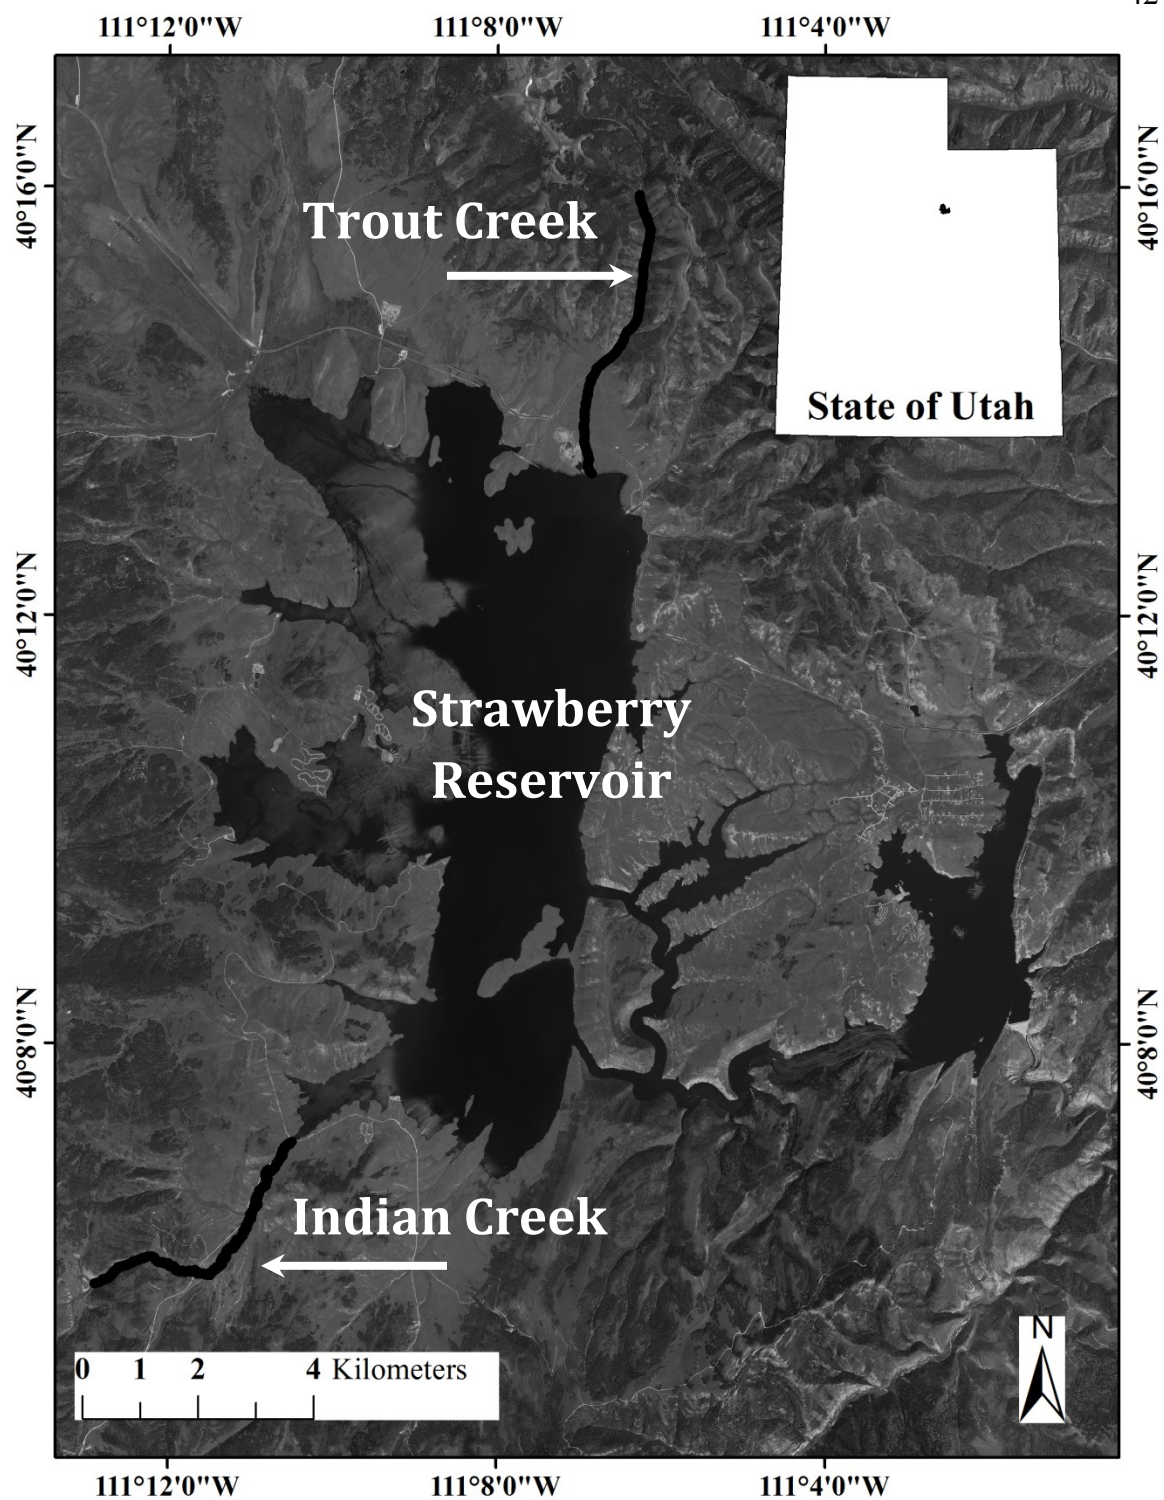 111°12'0"W 111°8'0"W 111°4'0"W
40°16'0"N 40°16'0"N
Trout Creek
State of Utah
40°12'0"N 40°12'0"N
Strawberry
Reservoir
40°8'0"N 40°8'0"N
Indian Creek
N
0 1 2 4 Kilometers
111°12'0"W 111°8'0"W 111°4'0"W